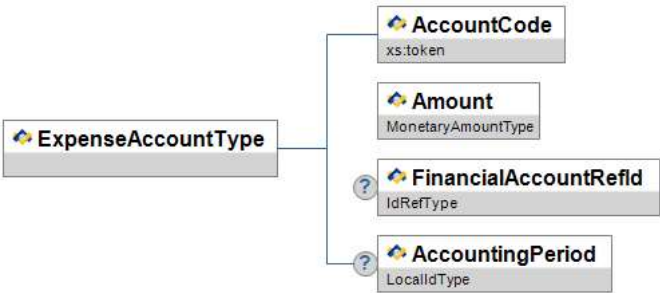 AccountCode
xs:token
Amount
MonetaryAmountType
ExpenseAccountType
?
FinancialAccountRefId
IdRefType
?
AccountingPeriod
LocalIdType